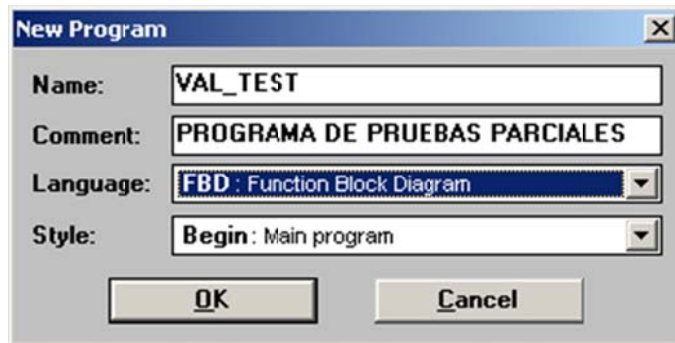 New Program
Name: VAL_TEST
Comment: PROGRAMA DE PRUEBAS PARCIALES
Language: FBD : Function Block Diagram
Style: Begin : Main program
OK Cancel